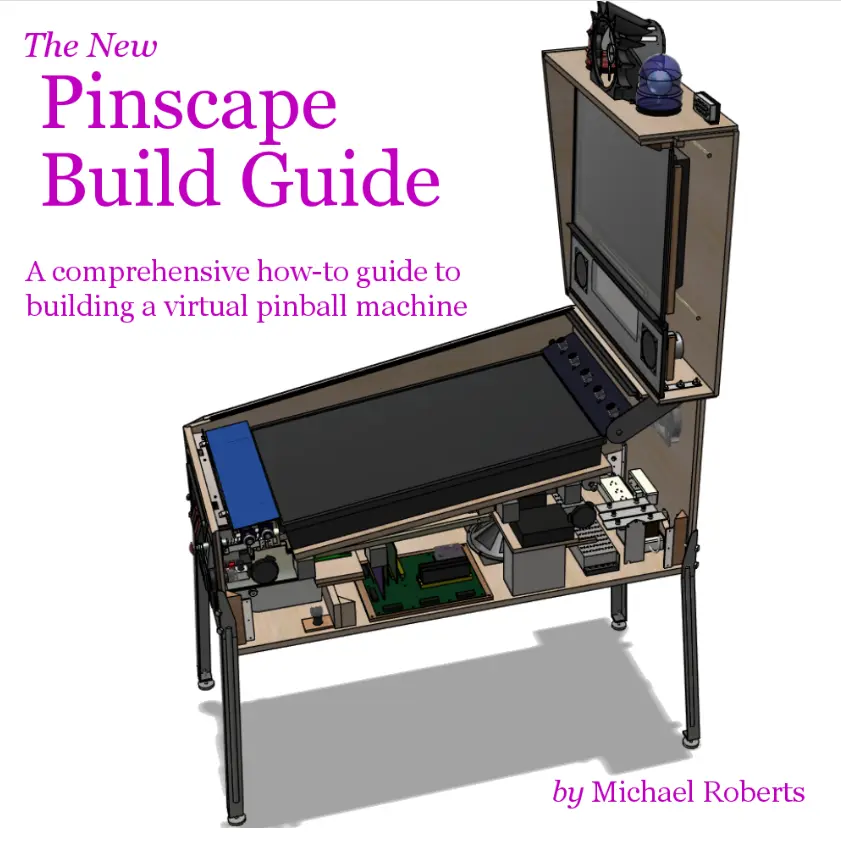 The New
Pinscape
Build Guide
A comprehensive how-to guide to
building a virtual pinball machine
by Michael Roberts